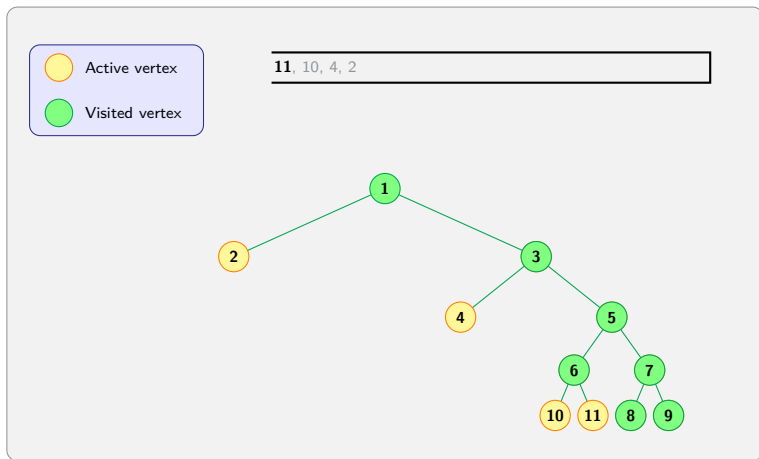 Active vertex
Visited vertex
11, 10, 4, 2
1
2 3
4 5
6 7
10 11 8 9